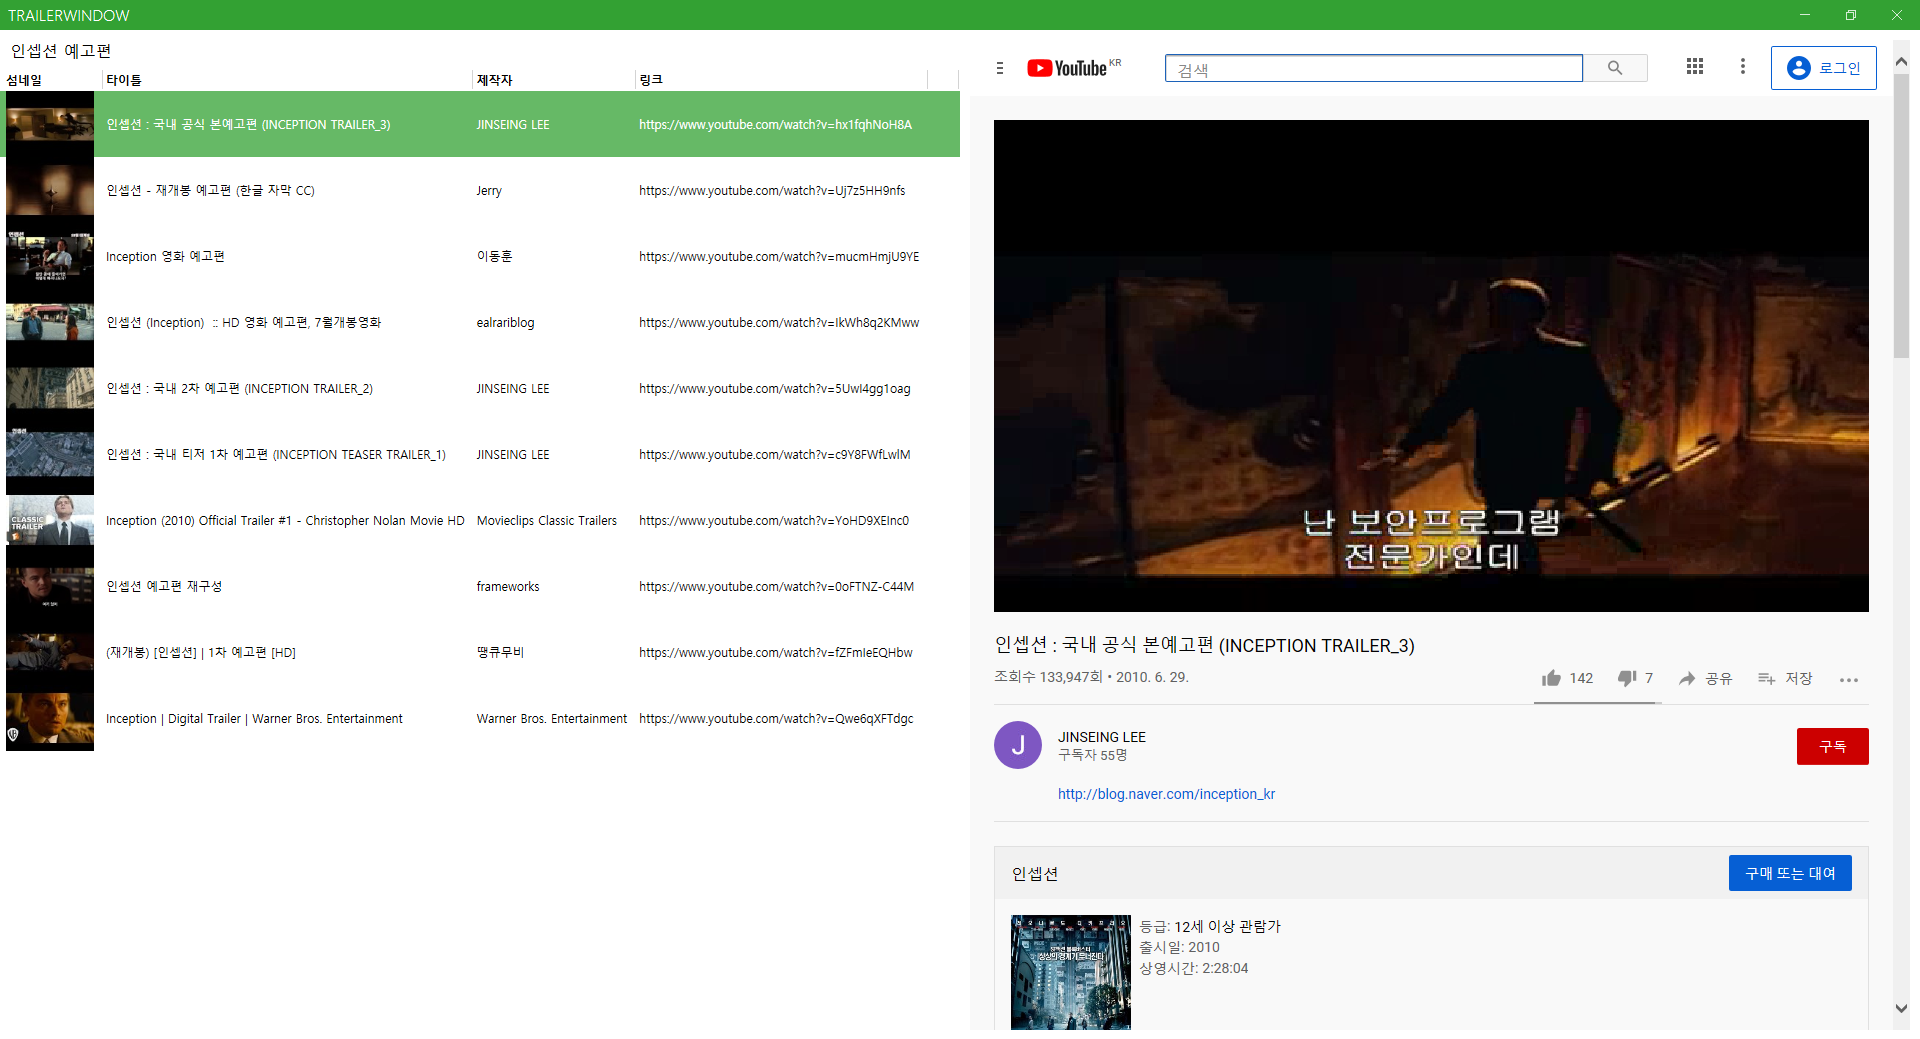 TRAILERWINDOW
인셉션 예고편
섬네일 타이틀 제작자 링크
인셉션 : 국내 공식 본예고편 (INCEPTION TRAILER_3) JINSEING LEE https://www.youtube.com/watch?v=hx1fqhNoH8A
인셉션 - 재개봉 예고편 (한글 자막 CC) Jerry https://www.youtube.com/watch?v=Uj7z5HH9nfs
Inception 영화 예고편 이동훈 https://www.youtube.com/watch?v=mucmHmjU9YE
인셉션 (Inception) :: HD 영화 예고편, 7월개봉영화 ealrariblog https://www.youtube.com/watch?v=IkWh8q2KMww
인셉션 : 국내 2차 예고편 (INCEPTION TRAILER_2) JINSEING LEE https://www.youtube.com/watch?v=5UwI4gg1oag
인셉션 : 국내 티저 1차 예고편 (INCEPTION TEASER TRAILER_1) JINSEING LEE https://www.youtube.com/watch?v=c9Y8FWfLwlM
CLASSIC TRAILER
Inception (2010) Official Trailer #1 - Christopher Nolan Movie HD Movieclips Classic Trailers https://www.youtube.com/watch?v=YoHD9XEInc0
인셉션 예고편 재구성 frameworks https://www.youtube.com/watch?v=0oFTNZ-C44M
(재개봉) [인셉션] | 1차 예고편 [HD] 땡큐무비 https://www.youtube.com/watch?v=fZFmIeEQHbw
Inception | Digital Trailer | Warner Bros. Entertainment Warner Bros. Entertainment https://www.youtube.com/watch?v=Qwe6qXFTdgc
YouTube KR
검색
로그인
난 보안프로그램
전문가인데
인셉션 : 국내 공식 본예고편 (INCEPTION TRAILER_3)
조회수 133,947회 • 2010. 6. 29.
142 7 공유 저장
J
JINSEING LEE
구독자 55명
구독
http://blog.naver.com/inception_kr
인셉션
구매 또는 대여
등급: 12세 이상 관람가
출시일: 2010
상영시간: 2:28:04
상상의 경계가 무너진다